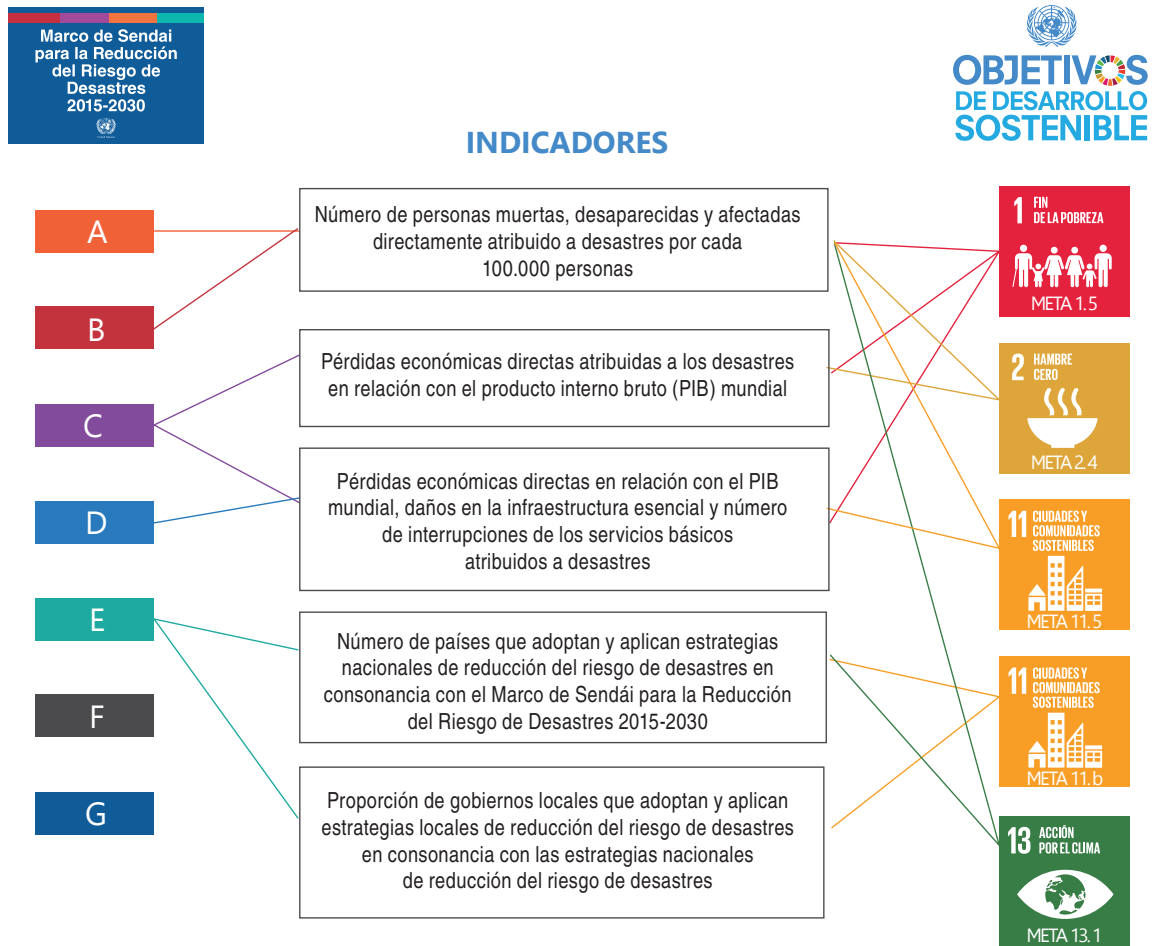 Marco de Sendai
para la Reducción
del Riesgo de
Desastres
2015-2030
OBJETIVOS
DE DESARROLLO
SOSTENIBLE
INDICADORES
A
B
C
D
E
F
G
Número de personas muertas, desaparecidas y afectadas
directamente atribuido a desastres por cada
100.000 personas
Pérdidas económicas directas atribuidas a los desastres
en relación con el producto interno bruto (PIB) mundial
Pérdidas económicas directas en relación con el PIB
mundial, daños en la infraestructura esencial y número
de interrupciones de los servicios básicos
atribuidos a desastres
Número de países que adoptan y aplican estrategias
nacionales de reducción del riesgo de desastres en
consonancia con el Marco de Sendái para la Reducción
del Riesgo de Desastres 2015-2030
Proporción de gobiernos locales que adoptan y aplican
estrategias locales de reducción del riesgo de desastres
en consonancia con las estrategias nacionales
de reducción del riesgo de desastres
1 FIN
DE LA POBREZA
META 1.5
2 HAMBRE
CERO
META 2.4
11 CIUDADES Y
COMUNIDADES
SOSTENIBLES
META 11.5
11 CIUDADES Y
COMUNIDADES
SOSTENIBLES
META 11.b
13 ACCIÓN
POR EL CLIMA
META 13.1